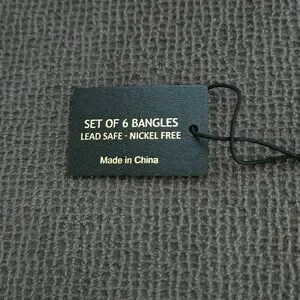 SET OF 6 BANGLES
LEAD SAFE · NICKEL FREE
Made in China